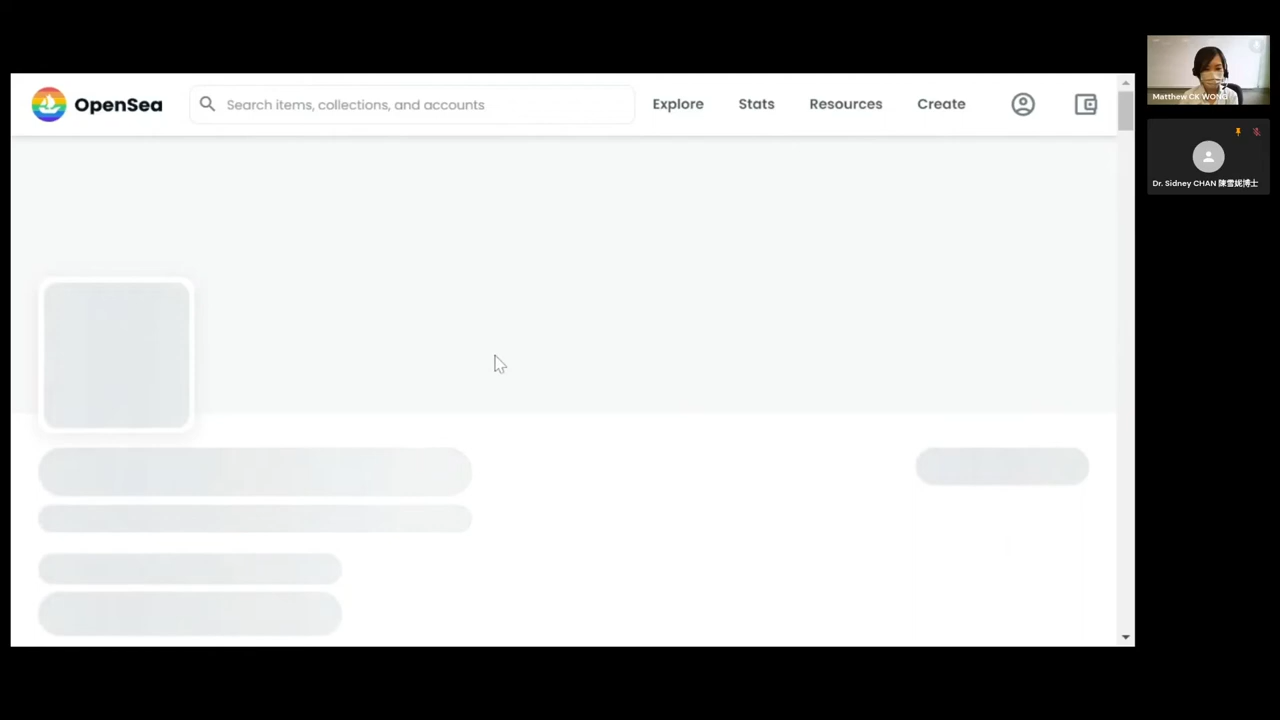 OpenSea
Search items, collections, and accounts
Explore
Stats
Resources
Create
Matthew CK WONG
Dr. Sidney CHAN 陳雪妮博士